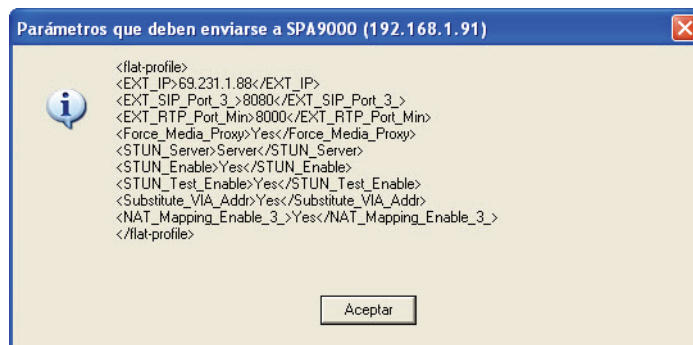 Parámetros que deben enviarse a SPA9000 (192.168.1.91)
<flat-profile>
<EXT_IP>69.231.1.88</EXT_IP>
<EXT_SIP_Port_3_>8080</EXT_SIP_Port_3_>
<EXT_RTP_Port_Min>8000</EXT_RTP_Port_Min>
<Force_Media_Proxy>Yes</Force_Media_Proxy>
<STUN_Server>Server</STUN_Server>
<STUN_Enable>Yes</STUN_Enable>
<STUN_Test_Enable>Yes</STUN_Test_Enable>
<Substitute_VIA_Addr>Yes</Substitute_VIA_Addr>
<NAT_Mapping_Enable_3_>Yes</NAT_Mapping_Enable_3_>
</flat-profile>
Aceptar